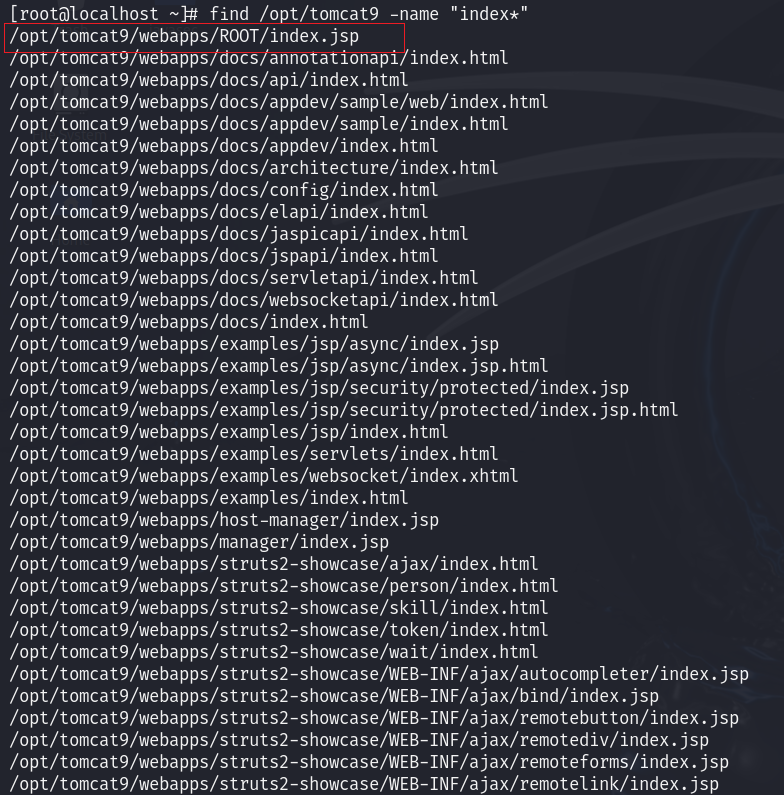 [root@localhost ~]# find /opt/tomcat9 -name "index*"
/opt/tomcat9/webapps/ROOT/index.jsp
/opt/tomcat9/webapps/docs/annotationapi/index.html
/opt/tomcat9/webapps/docs/api/index.html
/opt/tomcat9/webapps/docs/appdev/sample/web/index.html
/opt/tomcat9/webapps/docs/appdev/sample/index.html
/opt/tomcat9/webapps/docs/appdev/index.html
/opt/tomcat9/webapps/docs/architecture/index.html
/opt/tomcat9/webapps/docs/config/index.html
/opt/tomcat9/webapps/docs/elapi/index.html
/opt/tomcat9/webapps/docs/jaspicapi/index.html
/opt/tomcat9/webapps/docs/jspapi/index.html
/opt/tomcat9/webapps/docs/servletapi/index.html
/opt/tomcat9/webapps/docs/websocketapi/index.html
/opt/tomcat9/webapps/docs/index.html
/opt/tomcat9/webapps/examples/jsp/async/index.jsp
/opt/tomcat9/webapps/examples/jsp/async/index.jsp.html
/opt/tomcat9/webapps/examples/jsp/security/protected/index.jsp
/opt/tomcat9/webapps/examples/jsp/security/protected/index.jsp.html
/opt/tomcat9/webapps/examples/jsp/index.html
/opt/tomcat9/webapps/examples/servlets/index.html
/opt/tomcat9/webapps/examples/websocket/index.xhtml
/opt/tomcat9/webapps/examples/index.html
/opt/tomcat9/webapps/host-manager/index.jsp
/opt/tomcat9/webapps/manager/index.jsp
/opt/tomcat9/webapps/struts2-showcase/ajax/index.html
/opt/tomcat9/webapps/struts2-showcase/person/index.html
/opt/tomcat9/webapps/struts2-showcase/skill/index.html
/opt/tomcat9/webapps/struts2-showcase/token/index.html
/opt/tomcat9/webapps/struts2-showcase/wait/index.html
/opt/tomcat9/webapps/struts2-showcase/WEB-INF/ajax/autocompleter/index.jsp
/opt/tomcat9/webapps/struts2-showcase/WEB-INF/ajax/bind/index.jsp
/opt/tomcat9/webapps/struts2-showcase/WEB-INF/ajax/remotebutton/index.jsp
/opt/tomcat9/webapps/struts2-showcase/WEB-INF/ajax/remotediv/index.jsp
/opt/tomcat9/webapps/struts2-showcase/WEB-INF/ajax/remoteforms/index.jsp
/opt/tomcat9/webapps/struts2-showcase/WEB-INF/ajax/remotelink/index.jsp